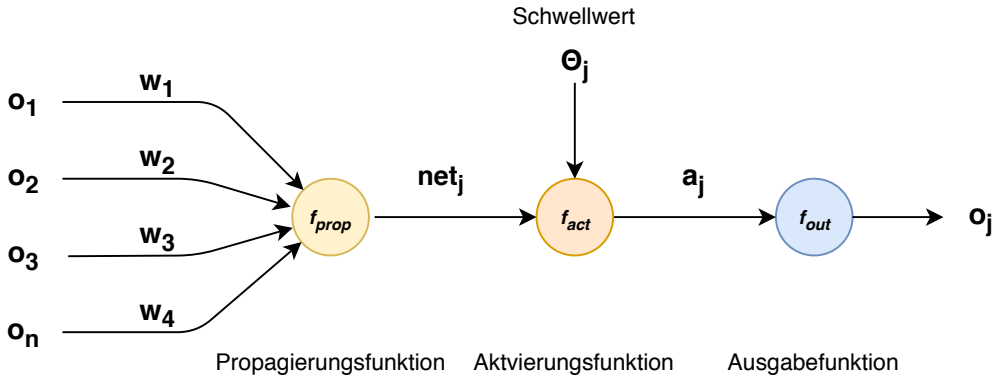 Schwellwert
Θj
o1
w1
o2
w2
o3
w3
on
w4
fprop
netj
fact
aj
fout
oj
Propagierungsfunktion
Aktvierungsfunktion
Ausgabefunktion